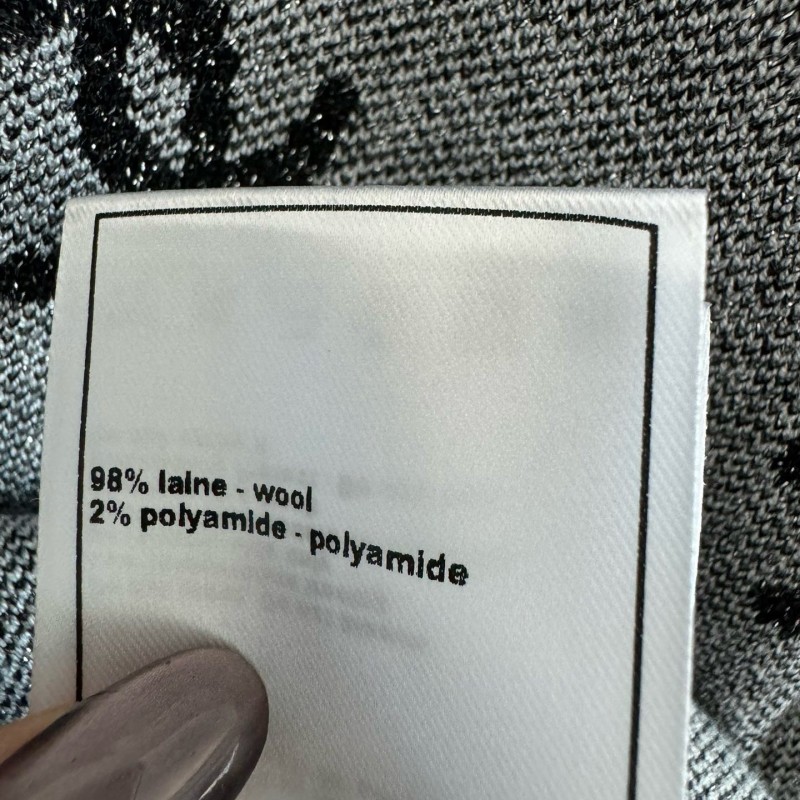 98% laine - wool
2% polyamide - polyamide